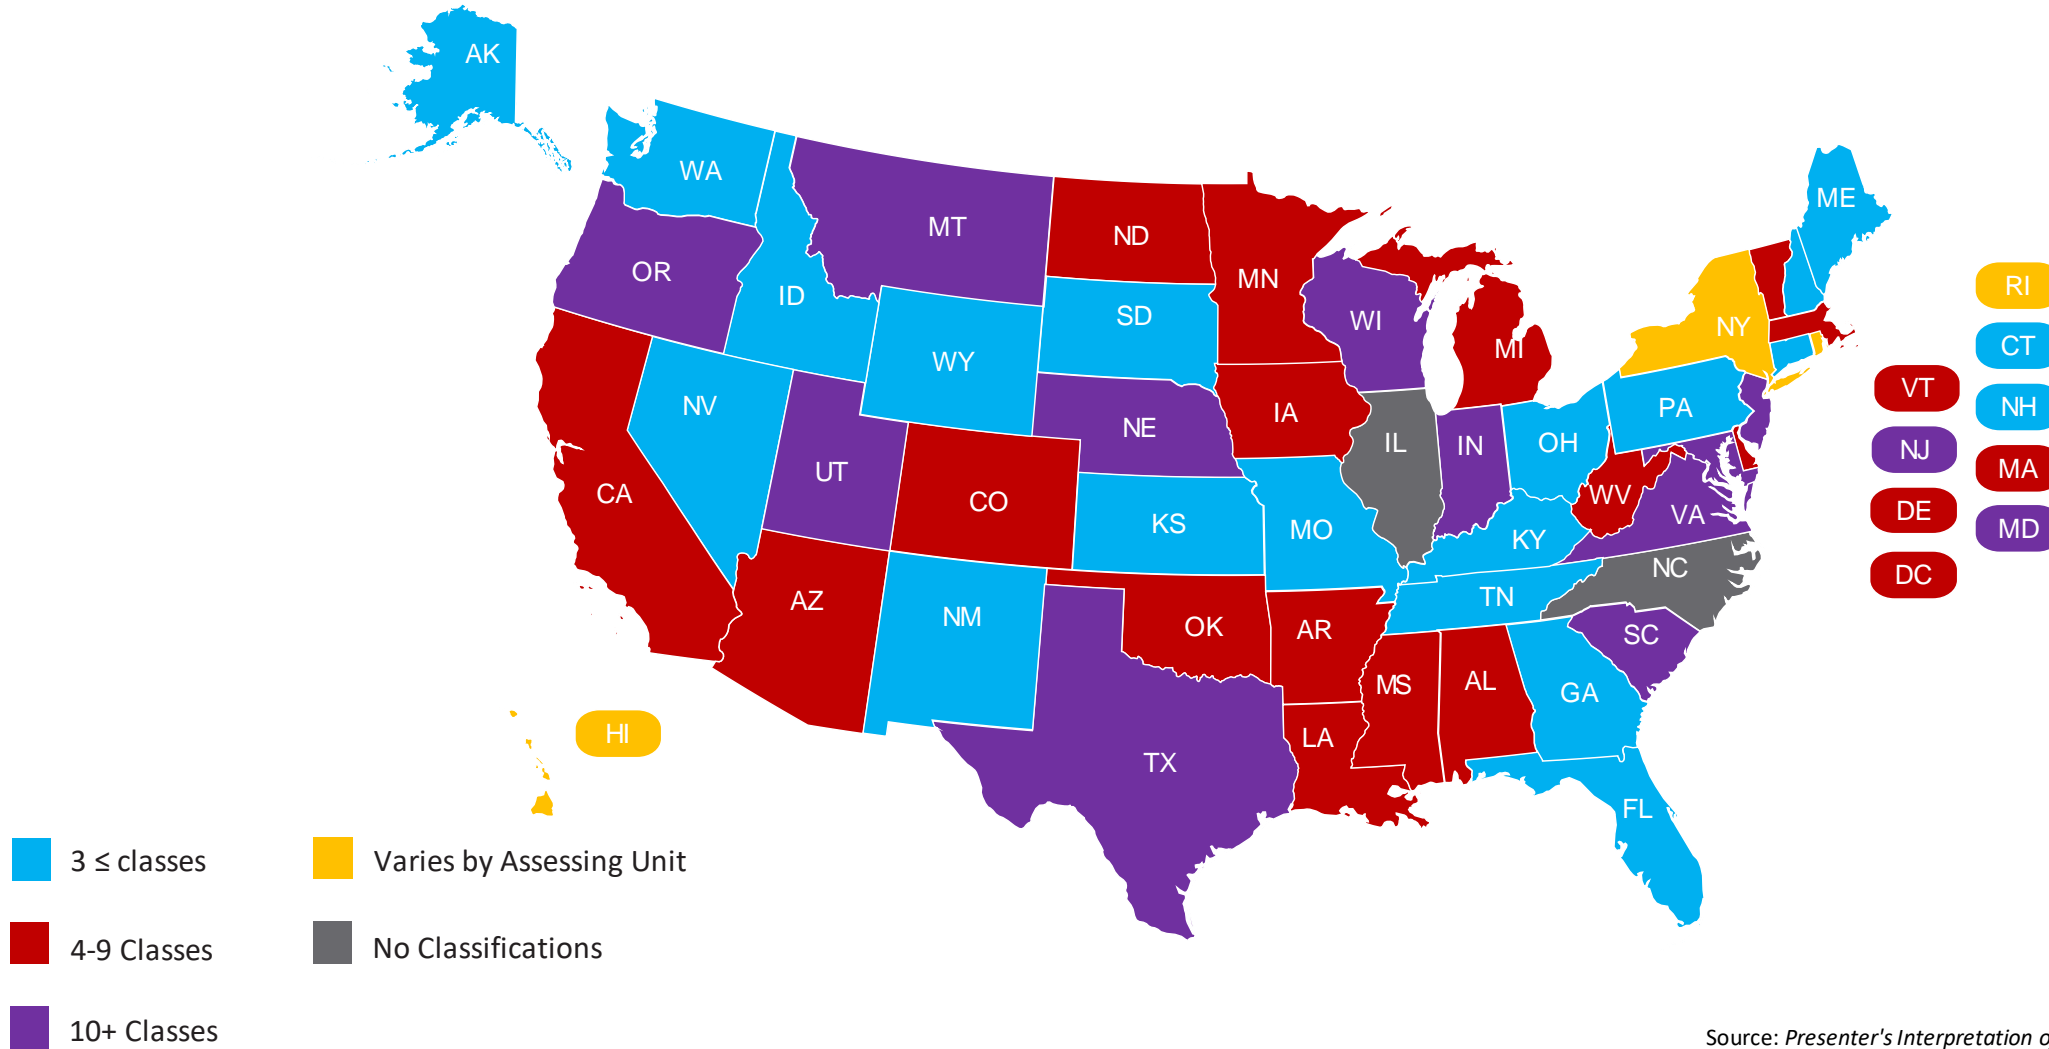 AK
WA
ME
MT
ND
OR
MN
RI
ID
SD
WI
NY
CT
MI
WY
VT
NV
NE
IA
PA
NH
IL
IN
OH
NJ
UT
MA
CA
CO
WV
KS
MO
VA
DE
MD
KY
NC
DC
AZ
NM
TN
OK
AR
SC
MS
AL
GA
HI
LA
TX
FL
3 ≤ classes
Varies by Assessing Unit
4-9 Classes
No Classifications
10+ Classes
Source: Presenter's Interpretation o